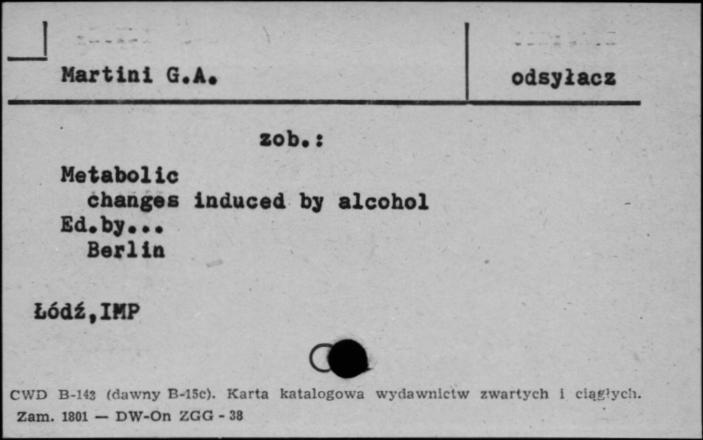 Martini G.A.
odsyłacz
zob.:
Metabolic
changes induced by alcohol
Ed.by...
Berlin
Łódź,IMP
CWD B-143 (dawny B-15c). Karta katalogowa wydawnictw zwartych i ciągłych.
Zam. 1801 — DW-On ZGG - 38